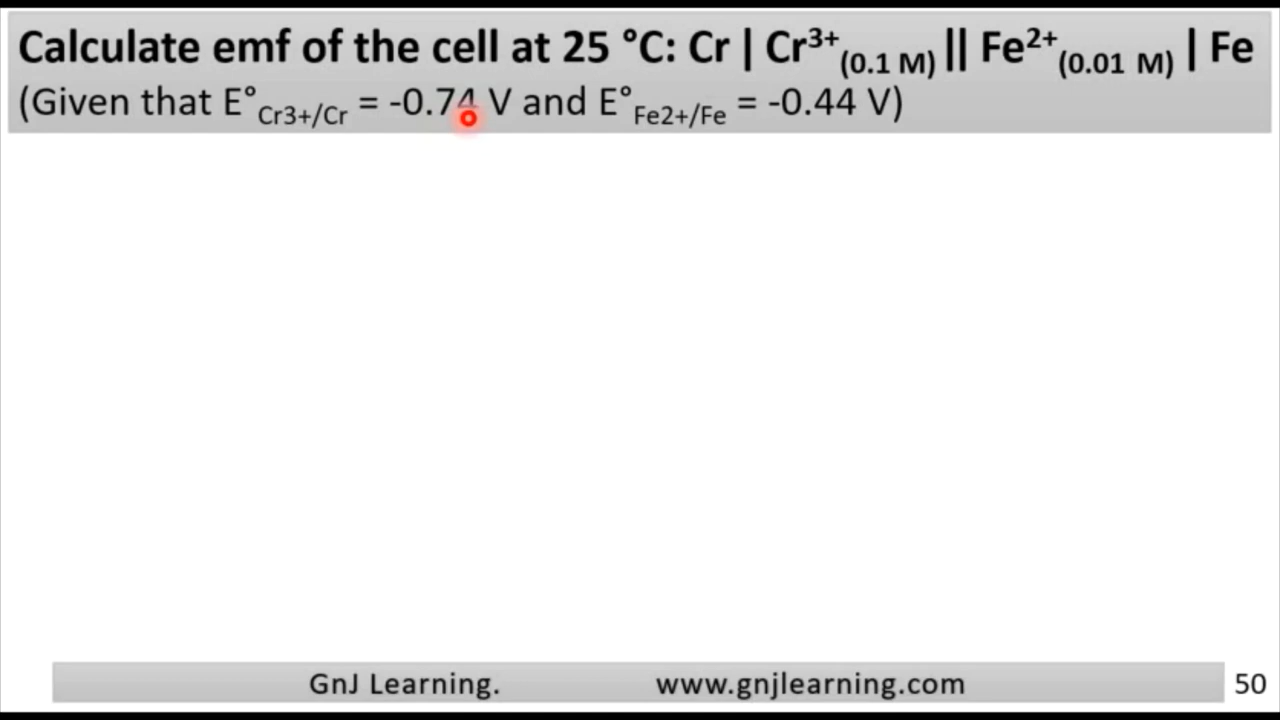 Calculate emf of the cell at 25 °C: Cr | Cr³⁺(0.1 M) || Fe²⁺(0.01 M) | Fe
(Given that E°Cr3+/Cr = -0.74 V and E°Fe2+/Fe = -0.44 V)
GnJ Learning. www.gnjlearning.com 50